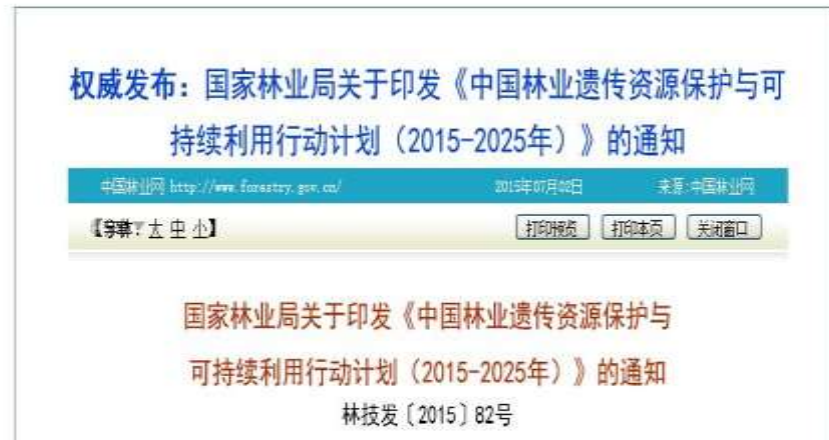 权威发布：国家林业局关于印发《中国林业遗传资源保护与可
持续利用行动计划（2015-2025年）》的通知
中国林业网 http://www.forestry.gov.cn/ 2015年07月02日 来源:中国林业网
大 中 小】 打印预览 打印本页 关闭窗口
国家林业局关于印发《中国林业遗传资源保护与
可持续利用行动计划（2015-2025年）》的通知
林技发〔2015〕82号